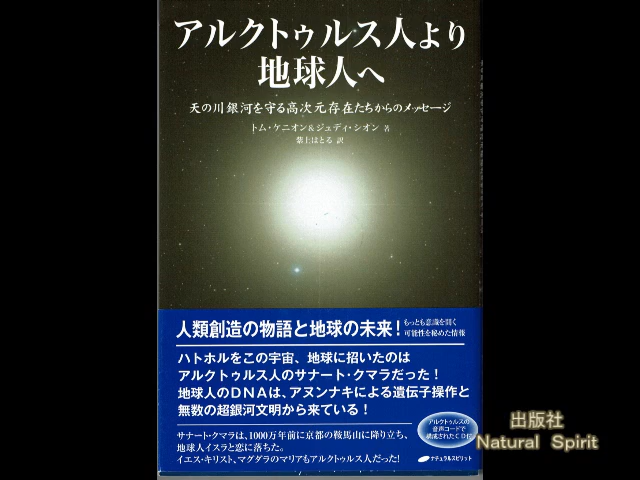 アルクトゥルス人より
地球人へ
天の川銀河を守る高次元存在たちからのメッセージ
トム・ケニオン&ジュディ・シオン 著
紫上はとる 訳
人類創造の物語と地球の未来!
もっとも意識を開く
可能性を秘めた情報
ハトホルをこの宇宙、地球に招いたのは
アルクトゥルス人のサナート・クマラだった!
地球人のDNAは、アヌンナキによる遺伝子操作と
無数の超銀河文明から来ている!
サナート・クマラは、1000万年前に京都の鞍馬山に降り立ち、
地球人イスラと恋に落ちた。
イエス・キリスト、マグダラのマリアもアルクトゥルス人だった!
アルクトゥルスの
音声コードで
構成されたCD付
ナチュラルスピリット
出版社
Natural Spirit